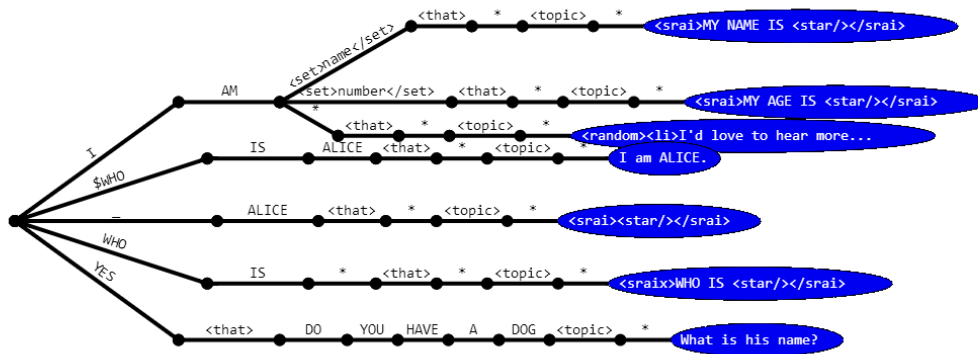 <that> * <topic> * <srai>MY NAME IS <star/></srai>
<set>name</set>
I AM <set>number</set> <that> * <topic> * <srai>MY AGE IS <star/></srai>
* <that> * <topic> * <random><li>I'd love to hear more...
$WHO IS ALICE <that> * <topic> * I am ALICE.
_ ALICE <that> * <topic> * <srai><star/></srai>
WHO IS * <that> * <topic> * <sraix>WHO IS <star/></srai>
YES <that> DO YOU HAVE A DOG <topic> * What is his name?